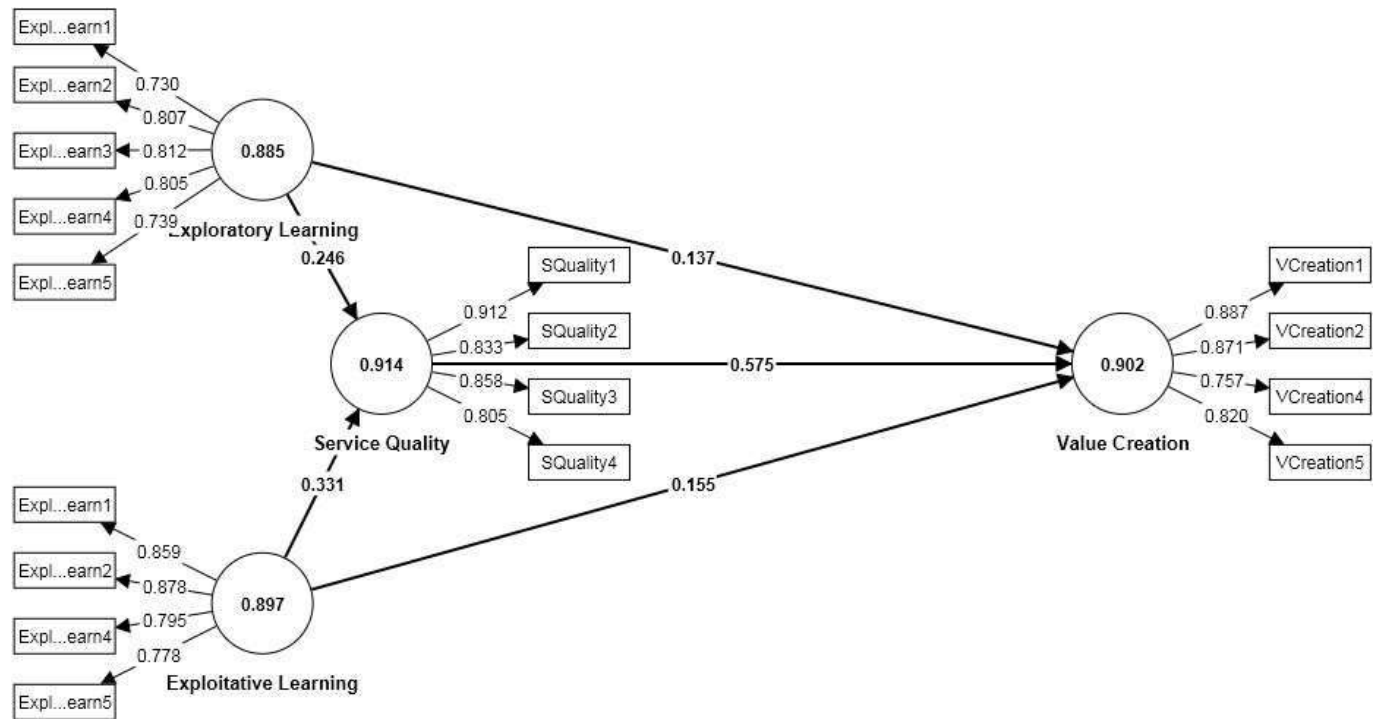 Expl...earn1
Expl...earn2
Expl...earn3
Expl...earn4
Expl...earn5
0.730
0.807
0.812
0.805
0.739
0.885
Exploratory Learning
0.246
0.137
SQuality1
SQuality2
SQuality3
SQuality4
0.912
0.833
0.858
0.805
0.914
Service Quality
0.575
0.331
0.155
VCreation1
VCreation2
VCreation4
VCreation5
0.887
0.871
0.757
0.820
0.902
Value Creation
Expl...earn1
Expl...earn2
Expl...earn4
Expl...earn5
0.859
0.878
0.795
0.778
0.897
Exploitative Learning